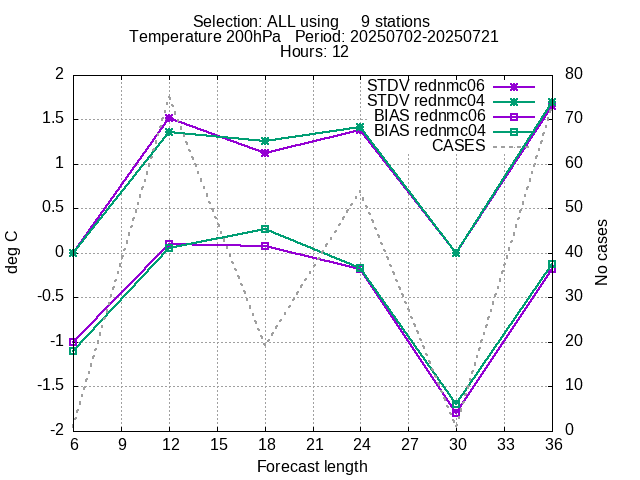 Selection: ALL using     9 stations
Temperature 200hPa   Period: 20250702-20250721
Hours: 12
STDV rednmc06
STDV rednmc04
BIAS rednmc06
BIAS rednmc04
CASES
2
1.5
1
0.5
0
-0.5
-1
-1.5
-2
deg C
80
70
60
50
40
30
20
10
0
No cases
6 9 12 15 18 21 24 27 30 33 36
Forecast length